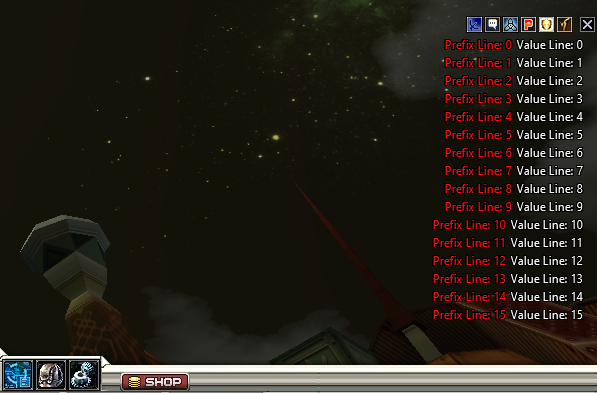 Prefix Line: 0 Value Line: 0
Prefix Line: 1 Value Line: 1
Prefix Line: 2 Value Line: 2
Prefix Line: 3 Value Line: 3
Prefix Line: 4 Value Line: 4
Prefix Line: 5 Value Line: 5
Prefix Line: 6 Value Line: 6
Prefix Line: 7 Value Line: 7
Prefix Line: 8 Value Line: 8
Prefix Line: 9 Value Line: 9
Prefix Line: 10 Value Line: 10
Prefix Line: 11 Value Line: 11
Prefix Line: 12 Value Line: 12
Prefix Line: 13 Value Line: 13
Prefix Line: 14 Value Line: 14
Prefix Line: 15 Value Line: 15
SHOP